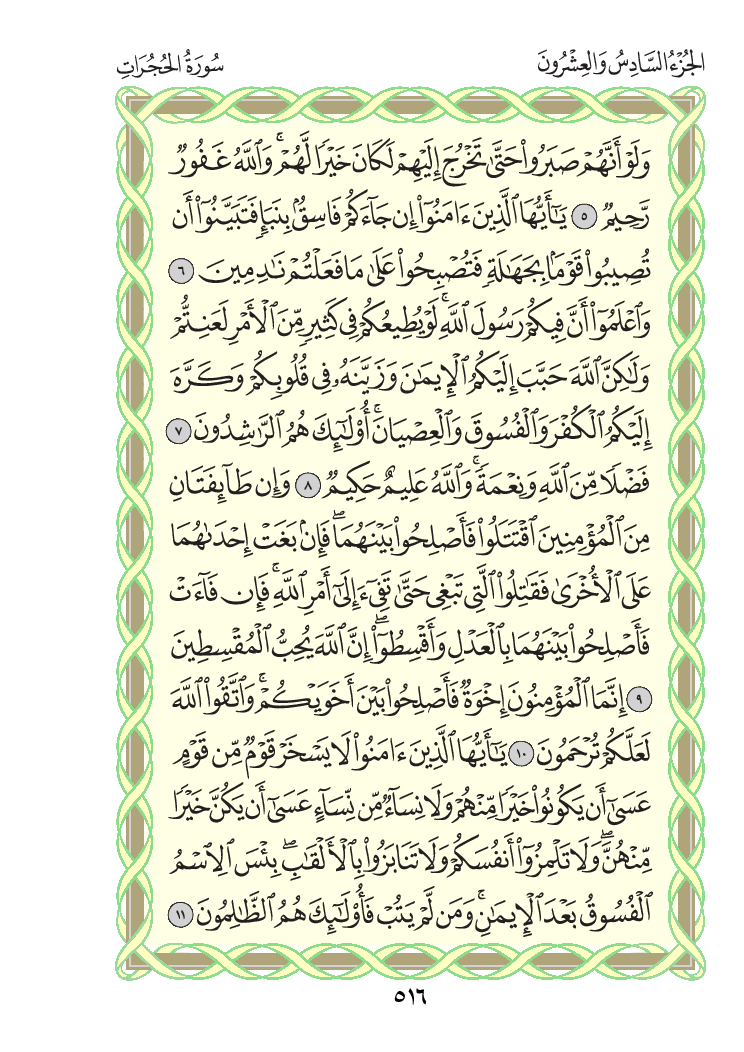 الجُزْءُ السَّادِسُ وَالعِشْرُونَ
سُورَةُ الحُجُرَاتِ
وَلَوْ أَنَّهُمْ صَبَرُوا۟ حَتَّىٰ تَخْرُجَ إِلَيْهِمْ لَكَانَ خَيْرًا لَّهُمْ ۚ وَٱللَّهُ غَفُورٌ
رَّحِيمٌ ٥ يَـٰٓأَيُّهَا ٱلَّذِينَ ءَامَنُوٓا۟ إِن جَآءَكُمْ فَاسِقٌۢ بِنَبَإٍ فَتَبَيَّنُوٓا۟ أَن
تُصِيبُوا۟ قَوْمًۢا بِجَهَـٰلَةٍ فَتُصْبِحُوا۟ عَلَىٰ مَا فَعَلْتُمْ نَـٰدِمِينَ ٦
وَٱعْلَمُوٓا۟ أَنَّ فِيكُمْ رَسُولَ ٱللَّهِ ۚ لَوْ يُطِيعُكُمْ فِى كَثِيرٍ مِّنَ ٱلْأَمْرِ لَعَنِتُّمْ
وَلَـٰكِنَّ ٱللَّهَ حَبَّبَ إِلَيْكُمُ ٱلْإِيمَـٰنَ وَزَيَّنَهُۥ فِى قُلُوبِكُمْ وَكَرَّهَ
إِلَيْكُمُ ٱلْكُفْرَ وَٱلْفُسُوقَ وَٱلْعِصْيَانَ ۚ أُو۟لَـٰٓئِكَ هُمُ ٱلرَّٰشِدُونَ ٧
فَضْلًا مِّنَ ٱللَّهِ وَنِعْمَةً ۚ وَٱللَّهُ عَلِيمٌ حَكِيمٌ ٨ وَإِن طَآئِفَتَانِ
مِنَ ٱلْمُؤْمِنِينَ ٱقْتَتَلُوا۟ فَأَصْلِحُوا۟ بَيْنَهُمَا ۖ فَإِنۢ بَغَتْ إِحْدَىٰهُمَا
عَلَى ٱلْأُخْرَىٰ فَقَـٰتِلُوا۟ ٱلَّتِى تَبْغِى حَتَّىٰ تَفِىٓءَ إِلَىٰٓ أَمْرِ ٱللَّهِ ۚ فَإِن فَآءَتْ
فَأَصْلِحُوا۟ بَيْنَهُمَا بِٱلْعَدْلِ وَأَقْسِطُوٓا۟ ۖ إِنَّ ٱللَّهَ يُحِبُّ ٱلْمُقْسِطِينَ
٩ إِنَّمَا ٱلْمُؤْمِنُونَ إِخْوَةٌ فَأَصْلِحُوا۟ بَيْنَ أَخَوَيْكُمْ ۚ وَٱتَّقُوا۟ ٱللَّهَ
لَعَلَّكُمْ تُرْحَمُونَ ١٠ يَـٰٓأَيُّهَا ٱلَّذِينَ ءَامَنُوا۟ لَا يَسْخَرْ قَوْمٌ مِّن قَوْمٍ
عَسَىٰٓ أَن يَكُونُوا۟ خَيْرًا مِّنْهُمْ وَلَا نِسَآءٌ مِّن نِّسَآءٍ عَسَىٰٓ أَن يَكُنَّ خَيْرًا
مِّنْهُنَّ ۖ وَلَا تَلْمِزُوٓا۟ أَنفُسَكُمْ وَلَا تَنَابَزُوا۟ بِٱلْأَلْقَـٰبِ ۖ بِئْسَ ٱلِٱسْمُ
ٱلْفُسُوقُ بَعْدَ ٱلْإِيمَـٰنِ ۚ وَمَن لَّمْ يَتُبْ فَأُو۟لَـٰٓئِكَ هُمُ ٱلظَّـٰلِمُونَ ١١
٥١٦